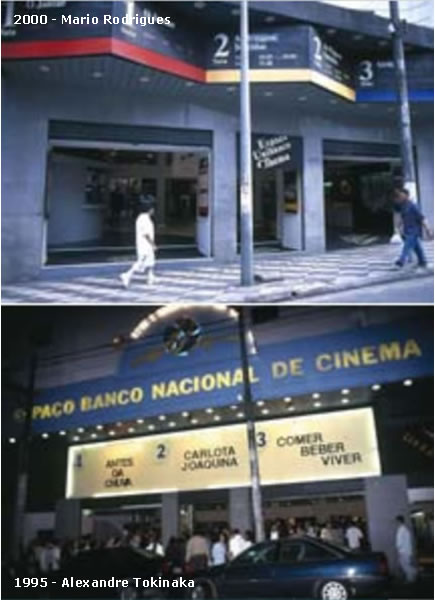 2000 - Mario Rodrigues
1
2
2
3
Espaço
Unibanco
Cinema
PAÇO BANCO NACIONAL DE CINEMA
1 ANTES
DA
CHUVA
2 CARLOTA
JOAQUINA
3 COMER
BEBER
VIVER
1995 - Alexandre Tokinaka